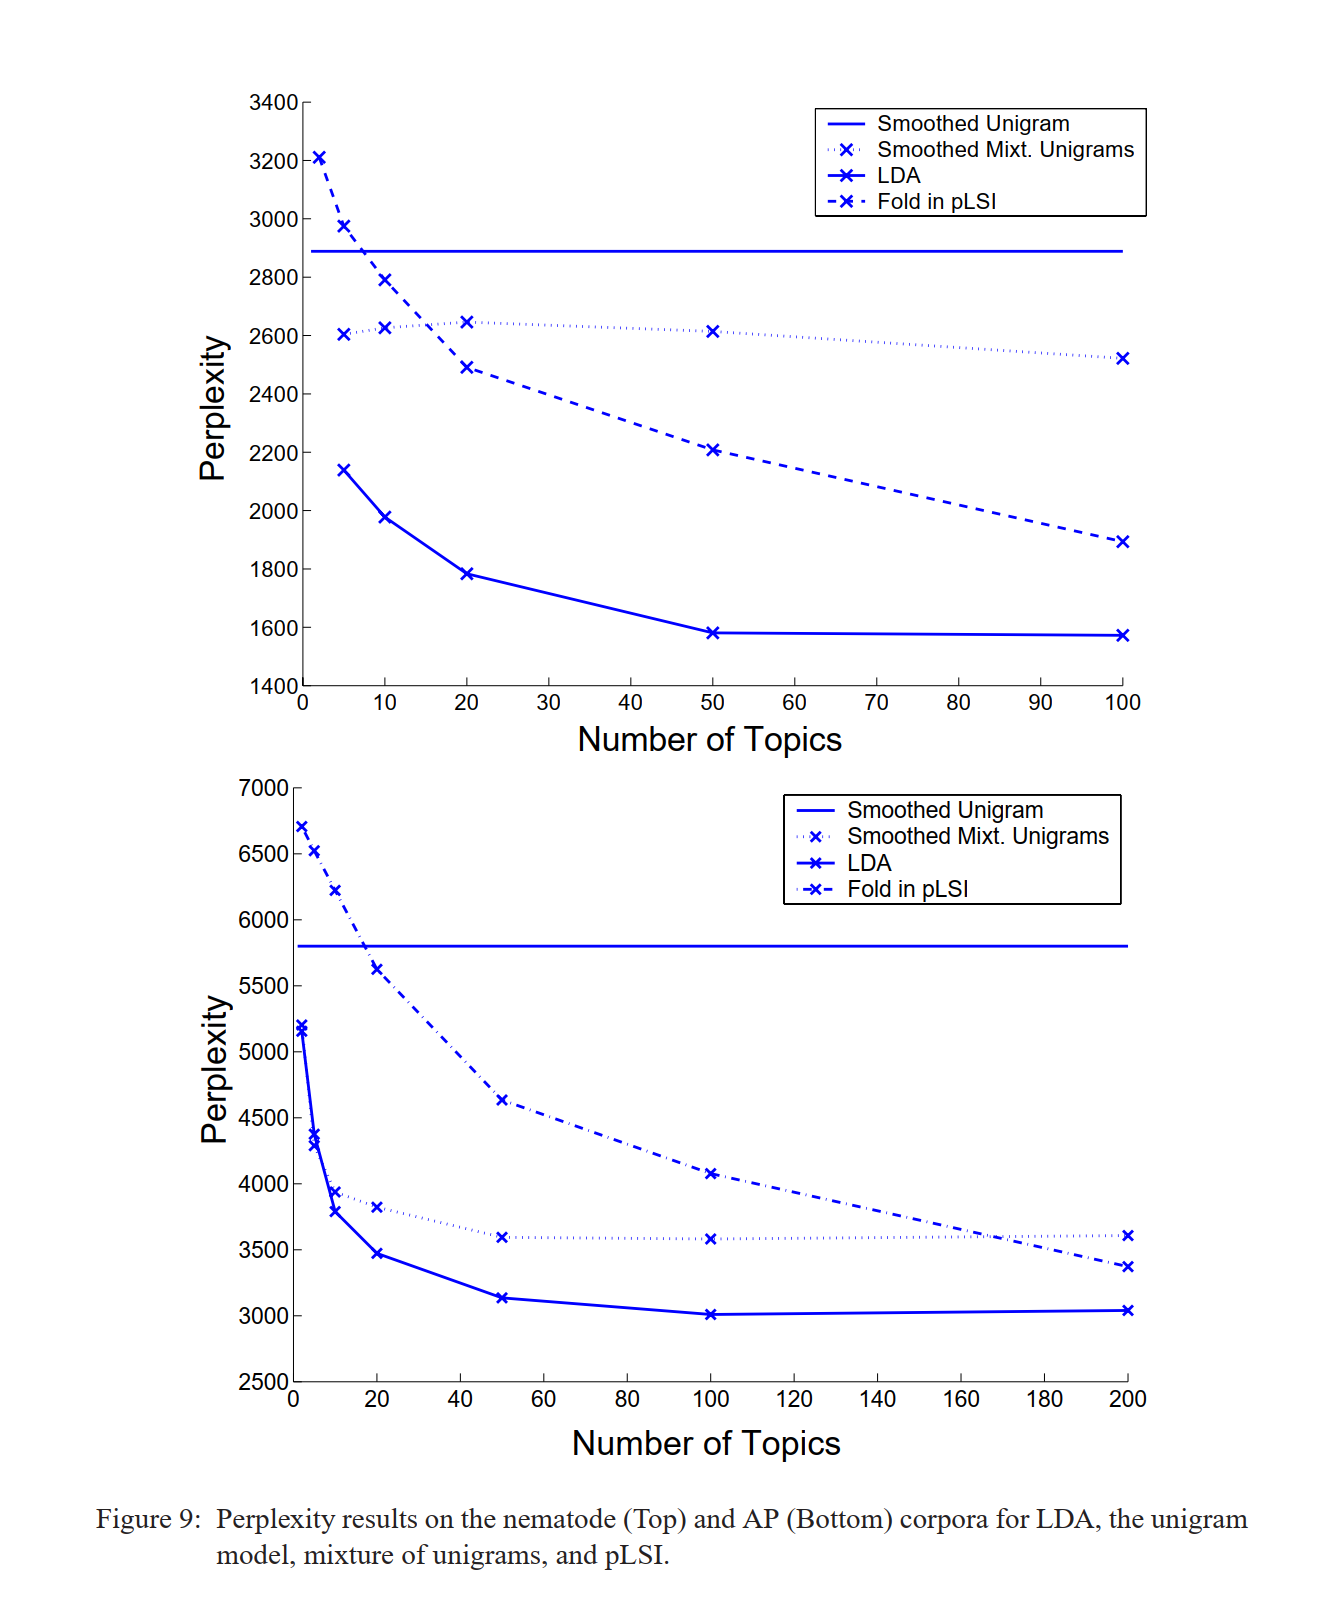 3400
3200
3000
2800
2600
2400
2200
2000
1800
1600
1400
Perplexity
Smoothed Unigram
Smoothed Mixt. Unigrams
LDA
Fold in pLSI
0 10 20 30 40 50 60 70 80 90 100
Number of Topics
7000
6500
6000
5500
5000
4500
4000
3500
3000
2500
Perplexity
Smoothed Unigram
Smoothed Mixt. Unigrams
LDA
Fold in pLSI
0 20 40 60 80 100 120 140 160 180 200
Number of Topics
Figure 9: Perplexity results on the nematode (Top) and AP (Bottom) corpora for LDA, the unigram
model, mixture of unigrams, and pLSI.